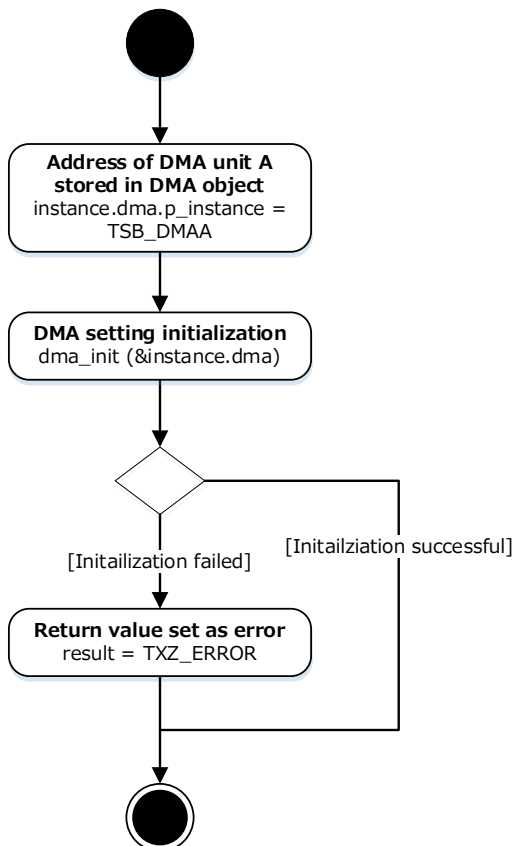 Address of DMA unit A
stored in DMA object
instance.dma.p_instance =
TSB_DMAA
DMA setting initialization
dma_init (&instance.dma)
[Initailization failed]
[Initailziation successful]
Return value set as error
result = TXZ_ERROR